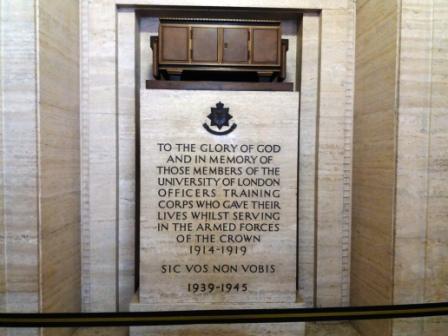 TO THE GLORY OF GOD
AND IN MEMORY OF
THOSE MEMBERS OF THE
UNIVERSITY OF LONDON
OFFICERS TRAINING
CORPS WHO GAVE THEIR
LIVES WHILST SERVING
IN THE ARMED FORCES
OF THE CROWN
1914-1919
SIC VOS NON VOBIS
1939-1945